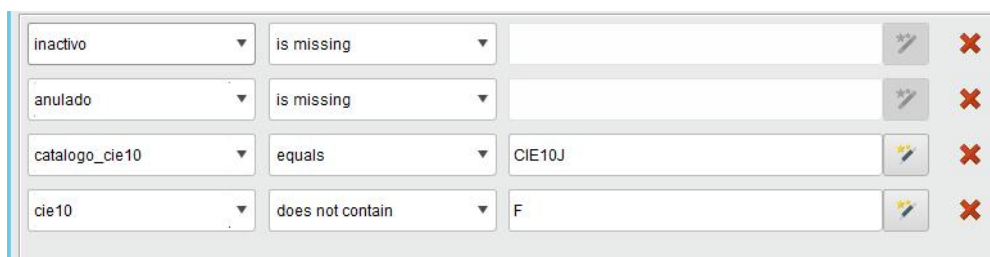 inactivo is missing
anulado is missing
catalogo_cie10 equals CIE10J
cie10 does not contain F